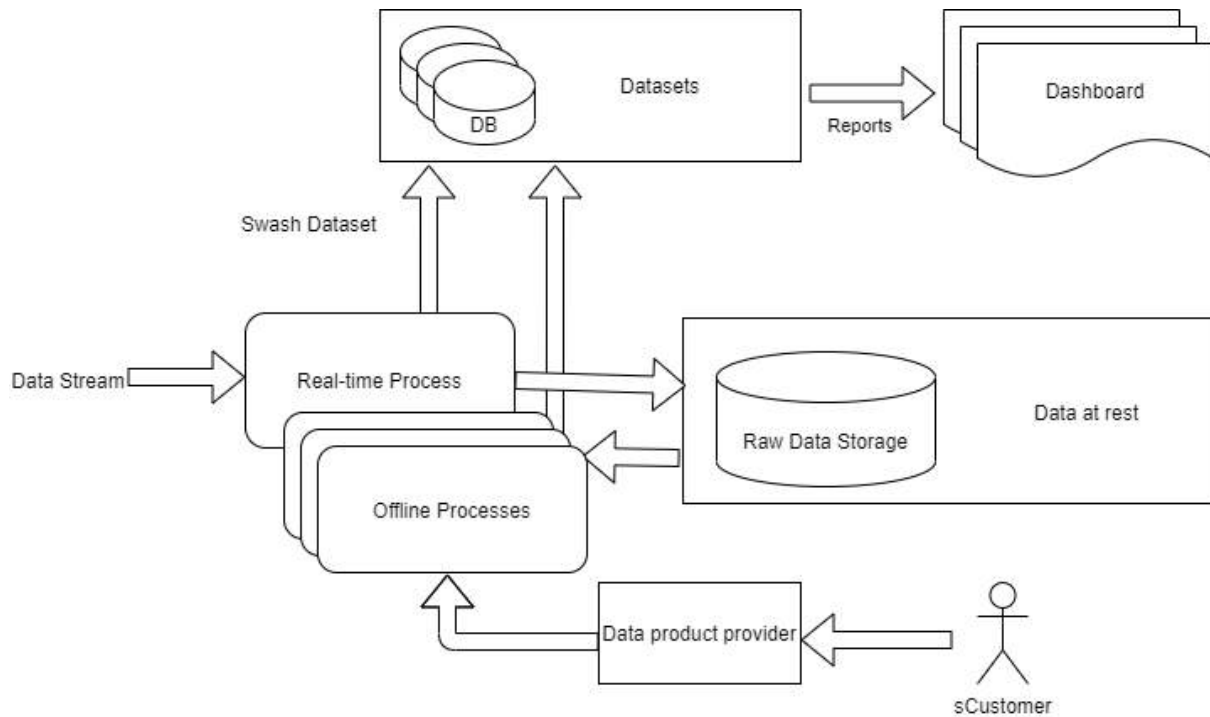 Datasets
DB
Dashboard
Reports
Swash Dataset
Data Stream
Real-time Process
Raw Data Storage
Data at rest
Offline Processes
Data product provider
sCustomer